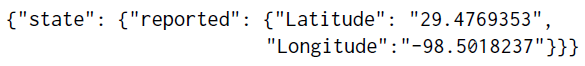 {"state": {"reported": {"Latitude": "29.4769353",
"Longitude":"-98.5018237"}}}